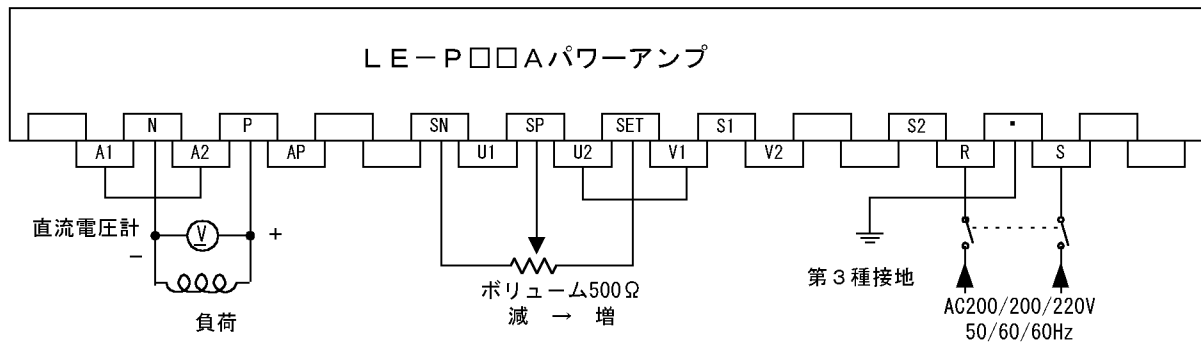 LE-P□□Aパワーアンプ
N P SN SP SET S1 S2 ・
A1 A2 AP U1 U2 V1 V2 R S
直流電圧計
V
+
-
負荷
ボリューム500Ω
減 → 増
第３種接地
AC200/200/220V
50/60/60Hz